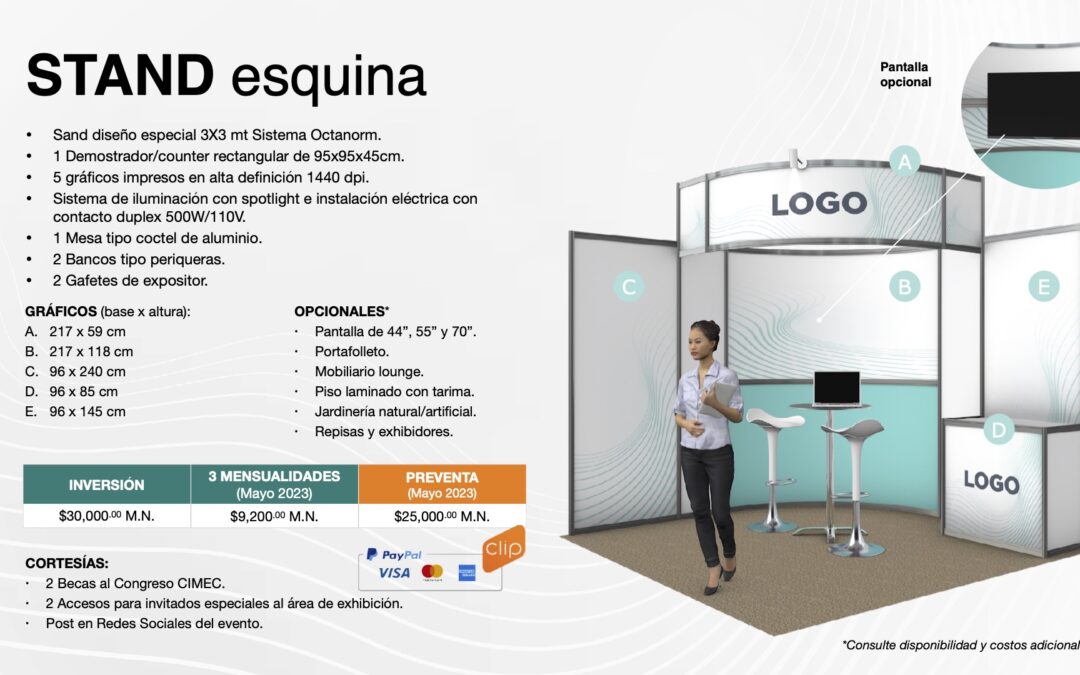 STAND esquina
• Sand diseño especial 3X3 mt Sistema Octanorm.
• 1 Demostrador/counter rectangular de 95x95x45cm.
• 5 gráficos impresos en alta definición 1440 dpi.
• Sistema de iluminación con spotlight e instalación eléctrica con
contacto duplex 500W/110V.
• 1 Mesa tipo coctel de aluminio.
• 2 Bancos tipo periqueras.
• 2 Gafetes de expositor.
GRÁFICOS (base x altura):
A. 217 x 59 cm
B. 217 x 118 cm
C. 96 x 240 cm
D. 96 x 85 cm
E. 96 x 145 cm
OPCIONALES*
· Pantalla de 44”, 55” y 70”.
· Portafolleto.
· Mobiliario lounge.
· Piso laminado con tarima.
· Jardinería natural/artificial.
· Repisas y exhibidores.
INVERSIÓN
3 MENSUALIDADES
(Mayo 2023)
PREVENTA
(Mayo 2023)
$30,000.00 M.N.
$9,200.00 M.N.
$25,000.00 M.N.
CORTESÍAS:
• 2 Becas al Congreso CIMEC.
• 2 Accesos para invitados especiales al área de exhibición.
• Post en Redes Sociales del evento.
PayPal
clip
VISA
Pantalla
opcional
A
LOGO
C
B
E
D
LOGO
*Consulte disponibilidad y costos adicional